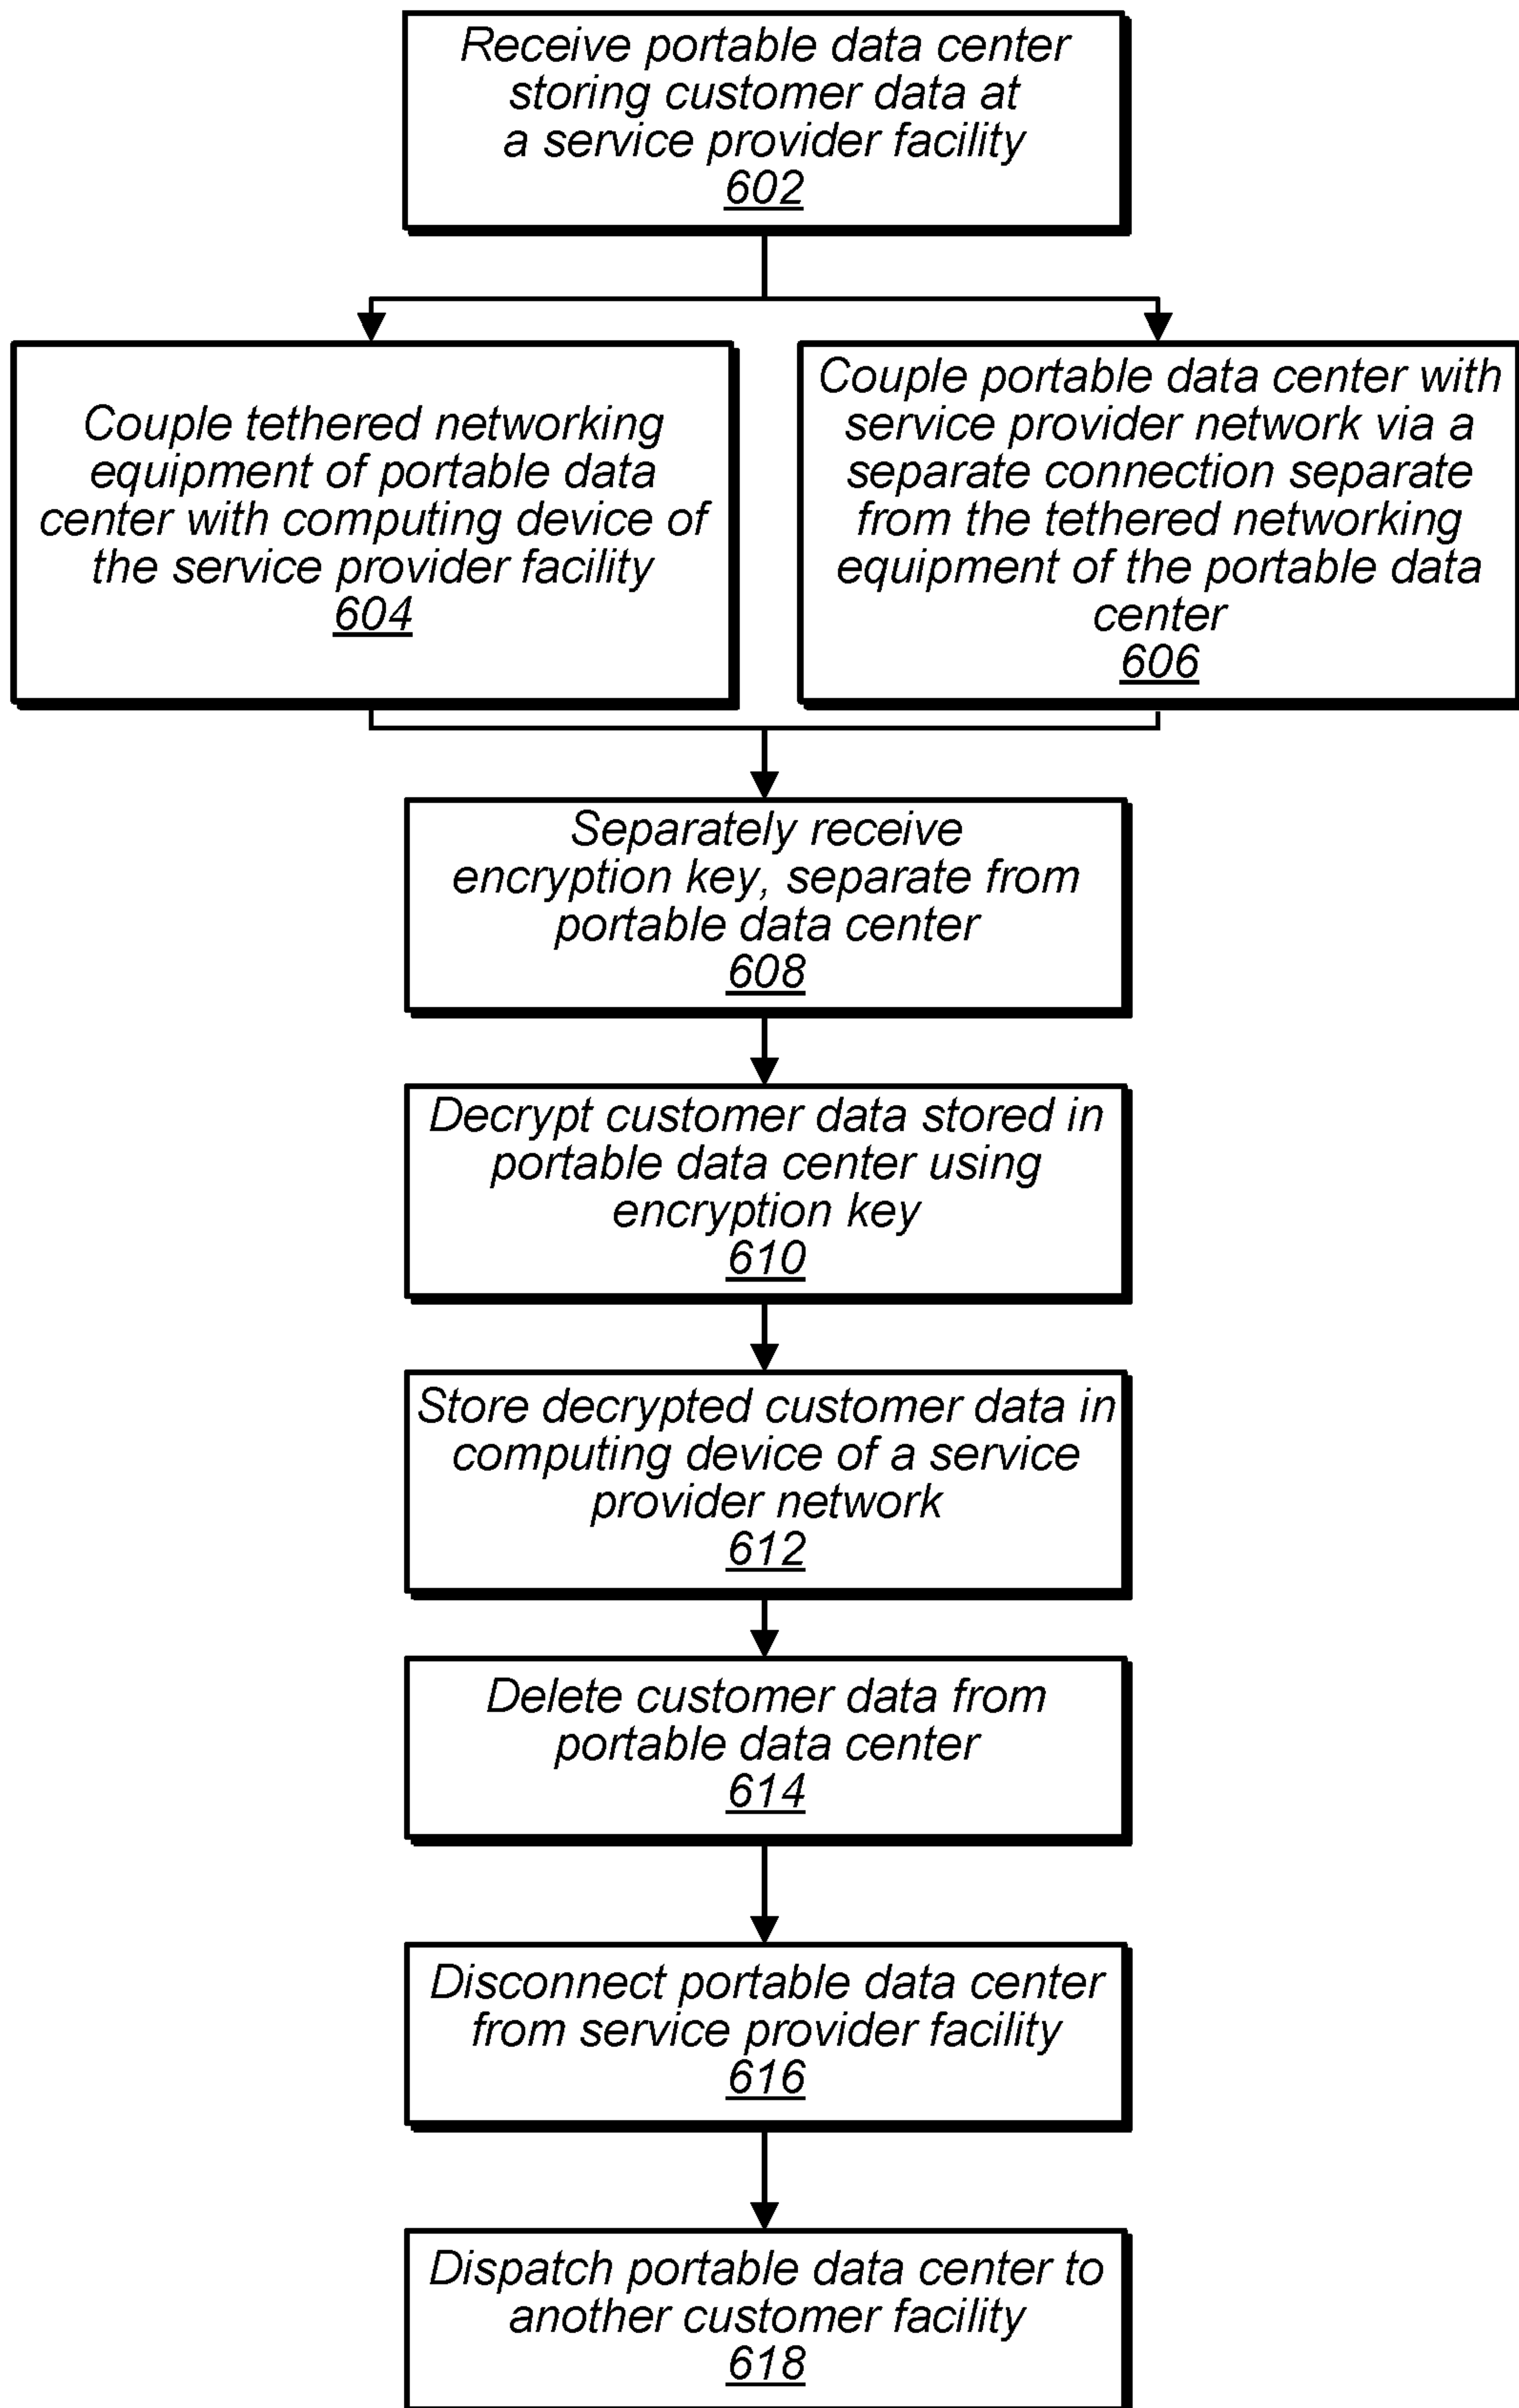 Receive portable data center
storing customer data at
a service provider facility
602
Couple tethered networking
equipment of portable data
center with computing device of
the service provider facility
604
Couple portable data center with
service provider network via a
separate connection separate
from the tethered networking
equipment of the portable data
center
606
Separately receive
encryption key, separate from
portable data center
608
Decrypt customer data stored in
portable data center using
encryption key
610
Store decrypted customer data in
computing device of a service
provider network
612
Delete customer data from
portable data center
614
Disconnect portable data center
from service provider facility
616
Dispatch portable data center to
another customer facility
618